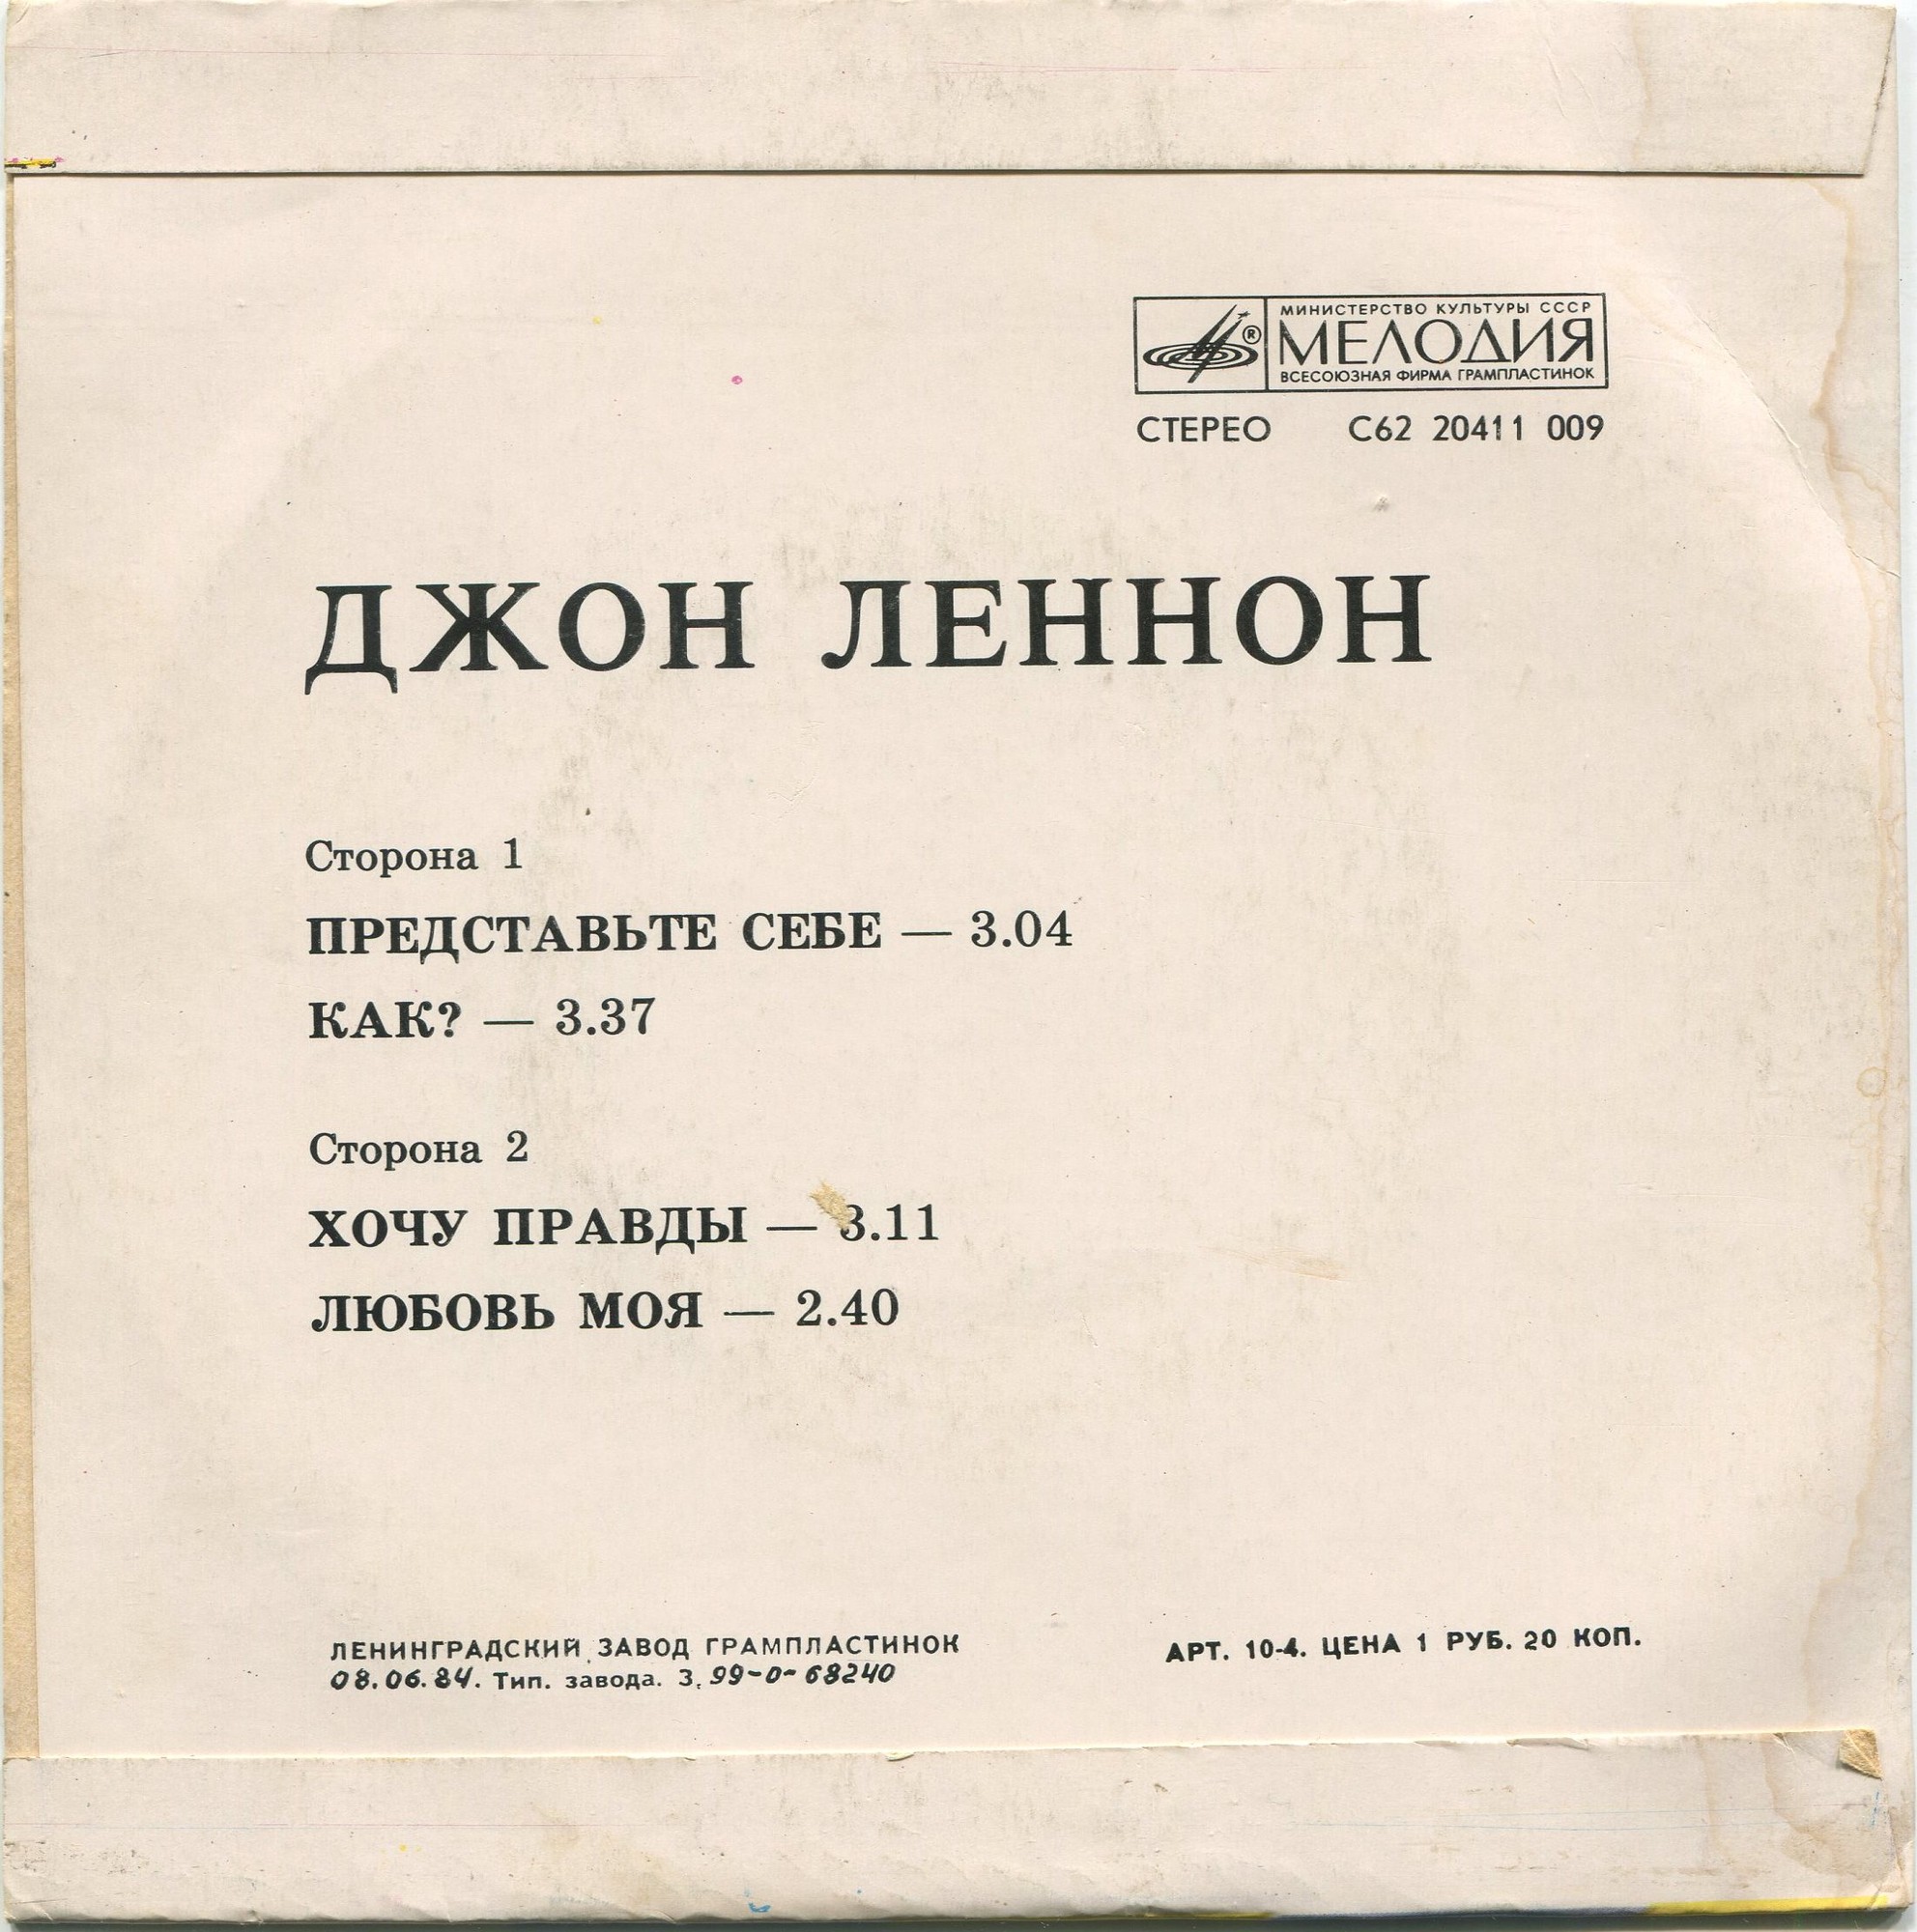 МИНИСТЕРСТВО КУЛЬТУРЫ СССР
МЕЛОДИЯ
ВСЕСОЮЗНАЯ ФИРМА ГРАМПЛАСТИНОК
®
СТЕРЕО С62 20411 009
ДЖОН ЛЕННОН
Сторона 1
ПРЕДСТАВЬТЕ СЕБЕ — 3.04
КАК? — 3.37
Сторона 2
ХОЧУ ПРАВДЫ — 3.11
ЛЮБОВЬ МОЯ — 2.40
ЛЕНИНГРАДСКИЙ ЗАВОД ГРАМПЛАСТИНОК
08.06.84. Тип. завода. З. 99-0-68240
АРТ. 10-4. ЦЕНА 1 РУБ. 20 КОП.